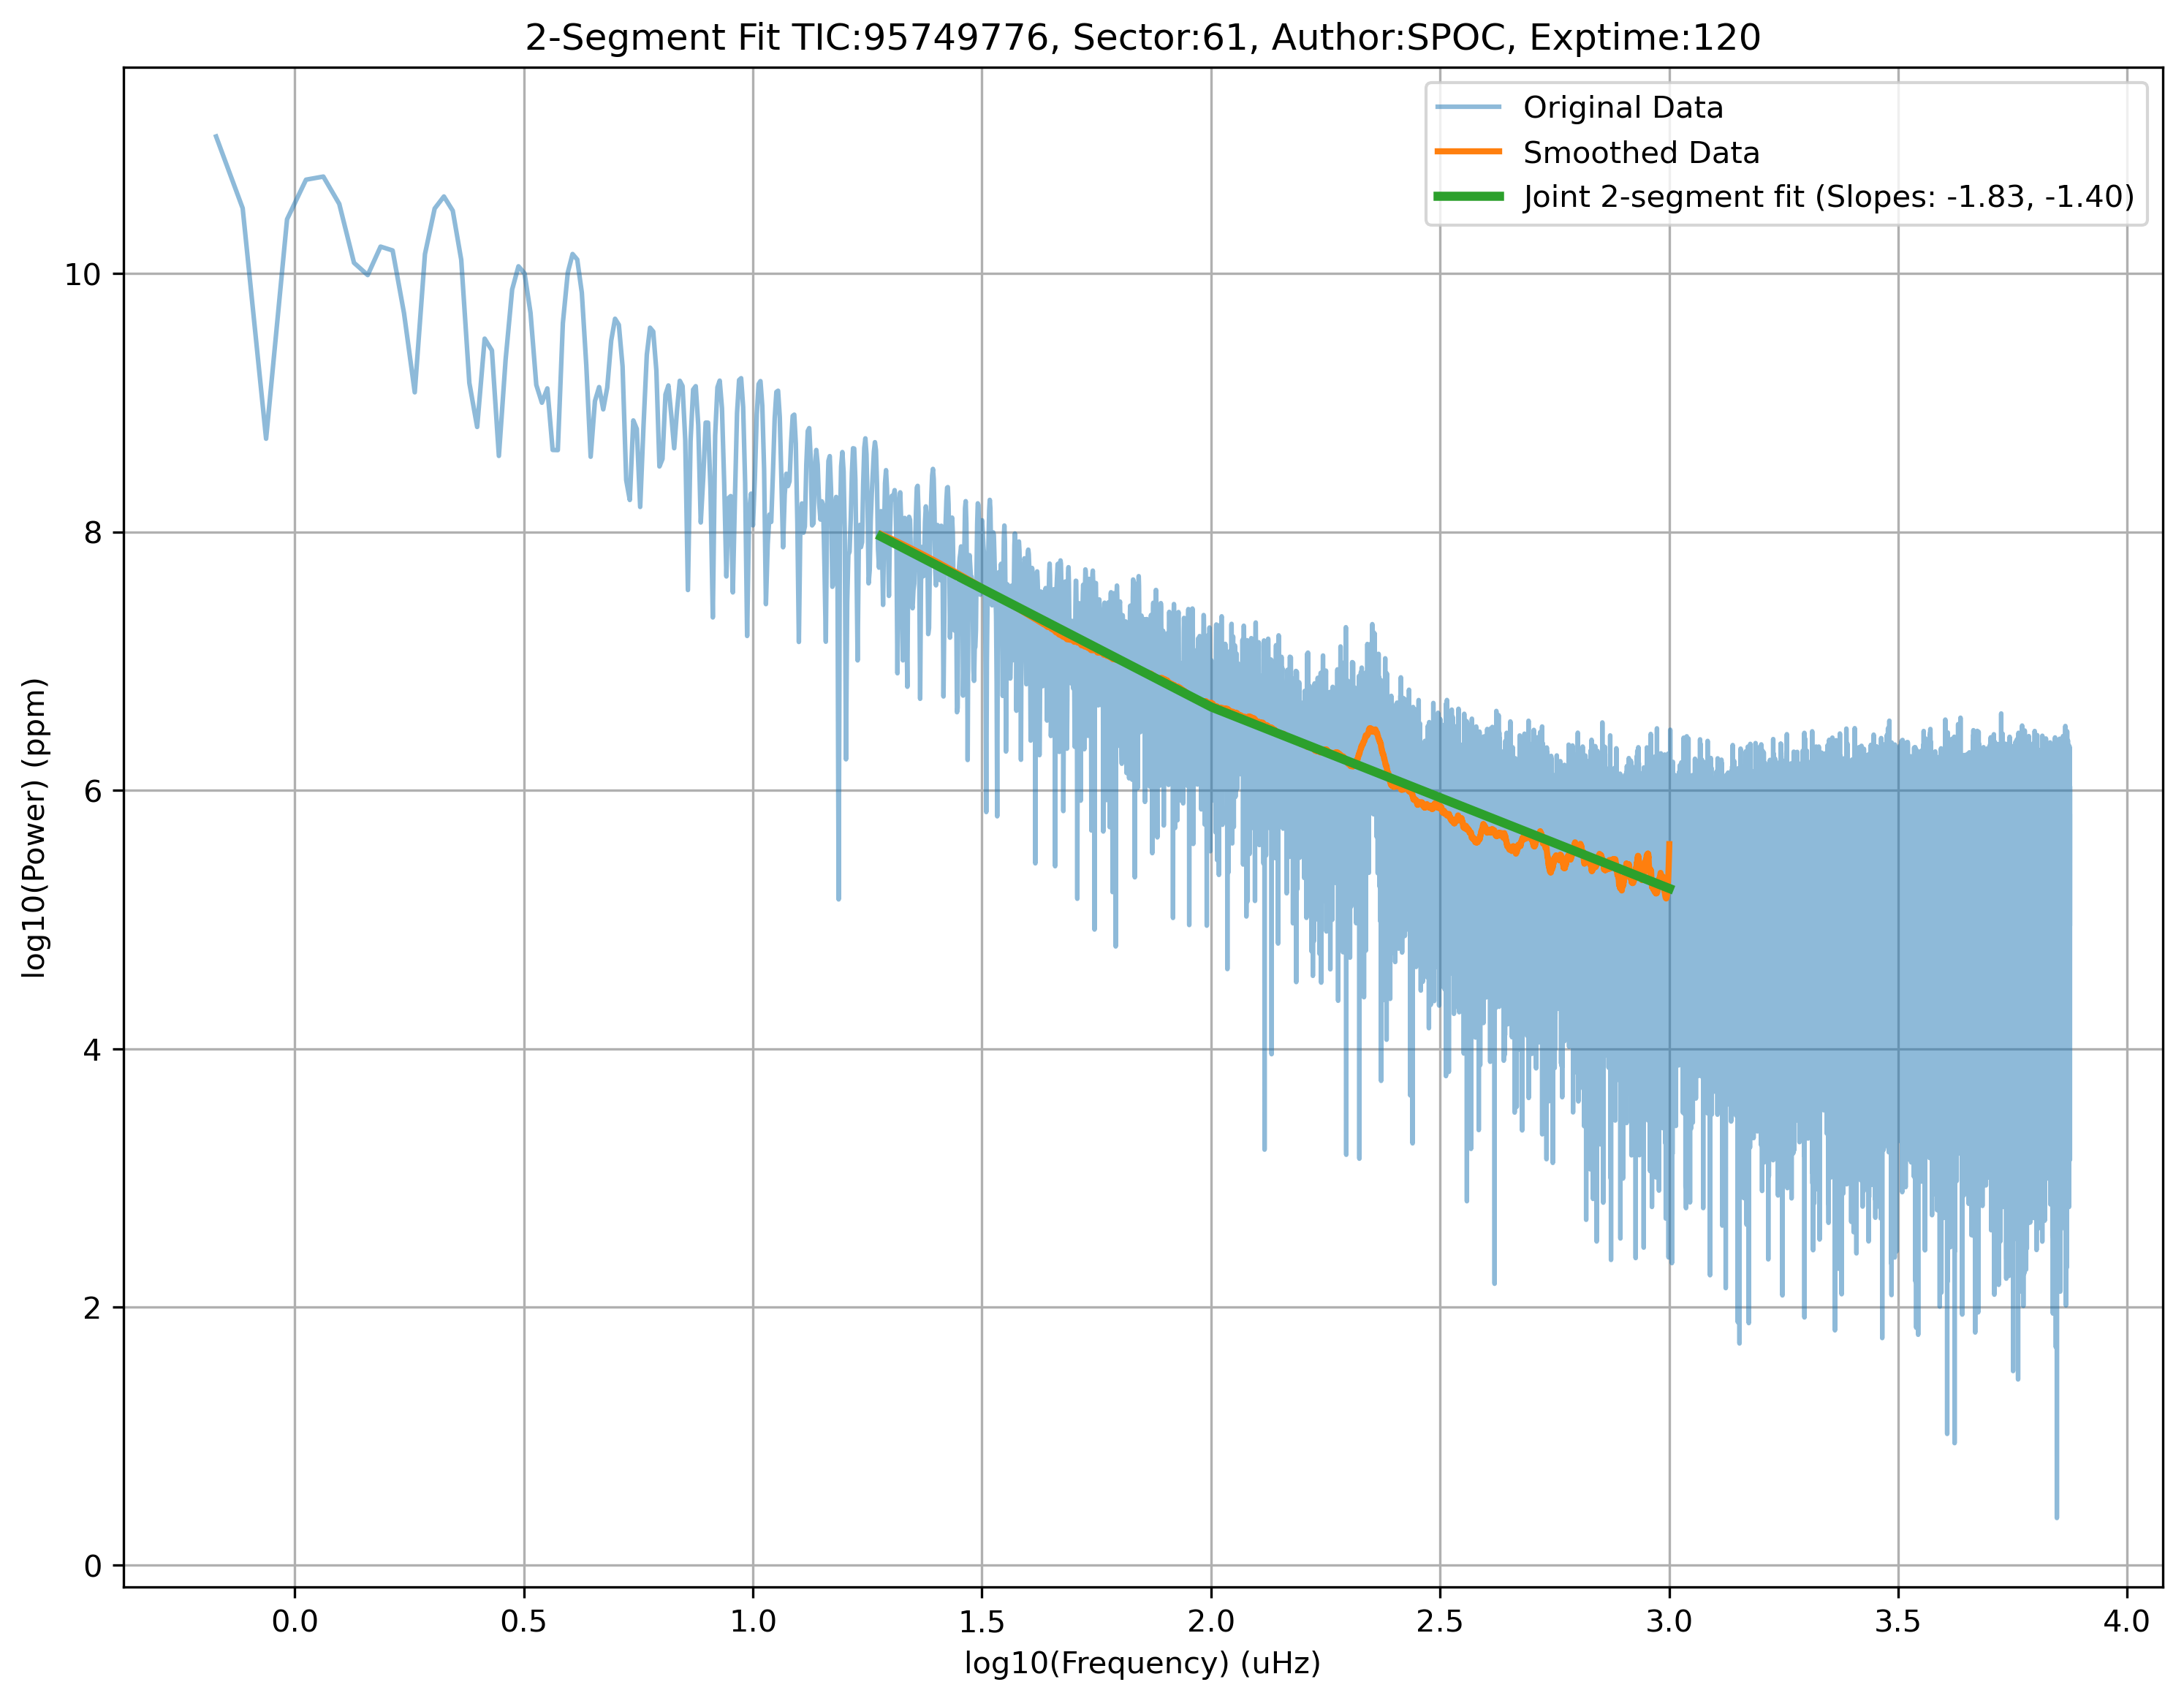 2-Segment Fit TIC:95749776, Sector:61, Author:SPOC, Exptime:120
Original Data
Smoothed Data
Joint 2-segment fit (Slopes: -1.83, -1.40)
log10(Power) (ppm)
10
8
6
4
2
0
0.0 0.5 1.0 1.5 2.0 2.5 3.0 3.5 4.0
log10(Frequency) (uHz)